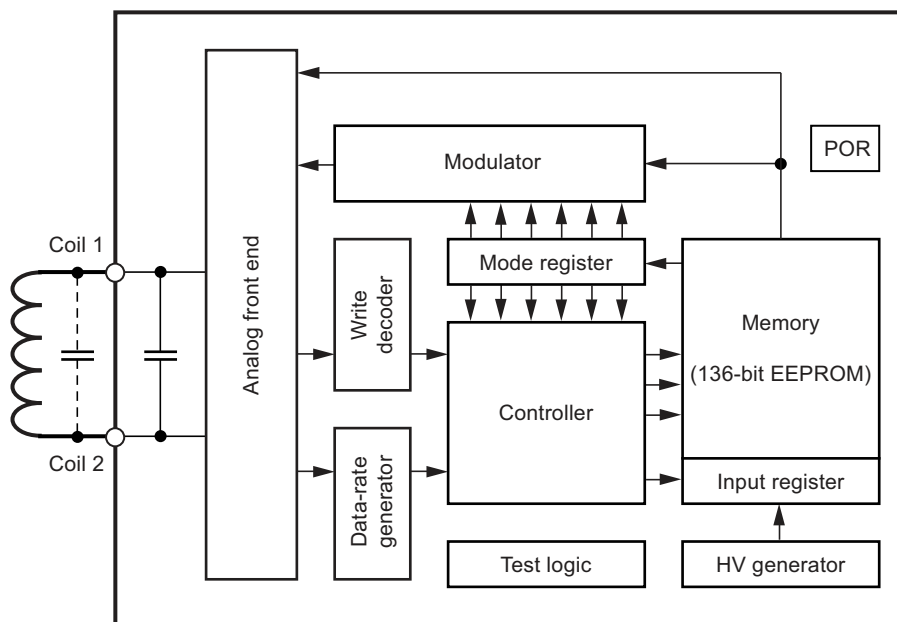 POR
Modulator
Coil 1
Mode register
Analog front end
Write
decoder
Memory
(136-bit EEPROM)
Controller
Coil 2
Data-rate
generator
Input register
Test logic
HV generator